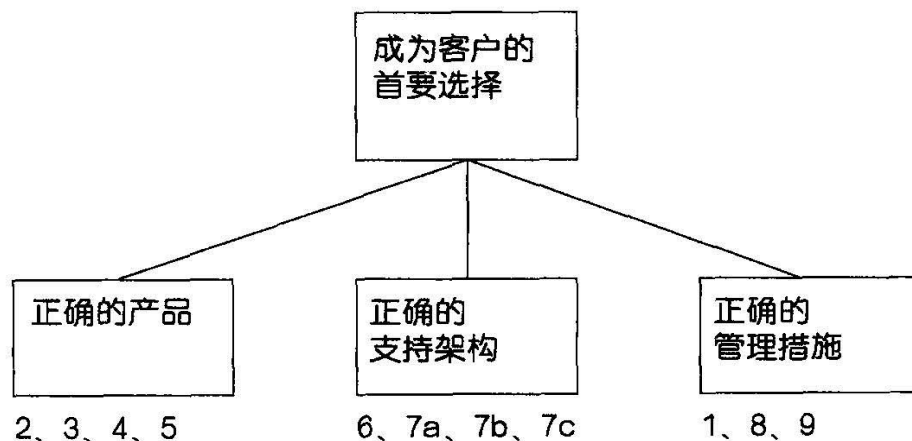 成为客户的
首要选择
正确的产品
正确的
支持架构
正确的
管理措施
2、3、4、5
6、7a、7b、7c
1、8、9